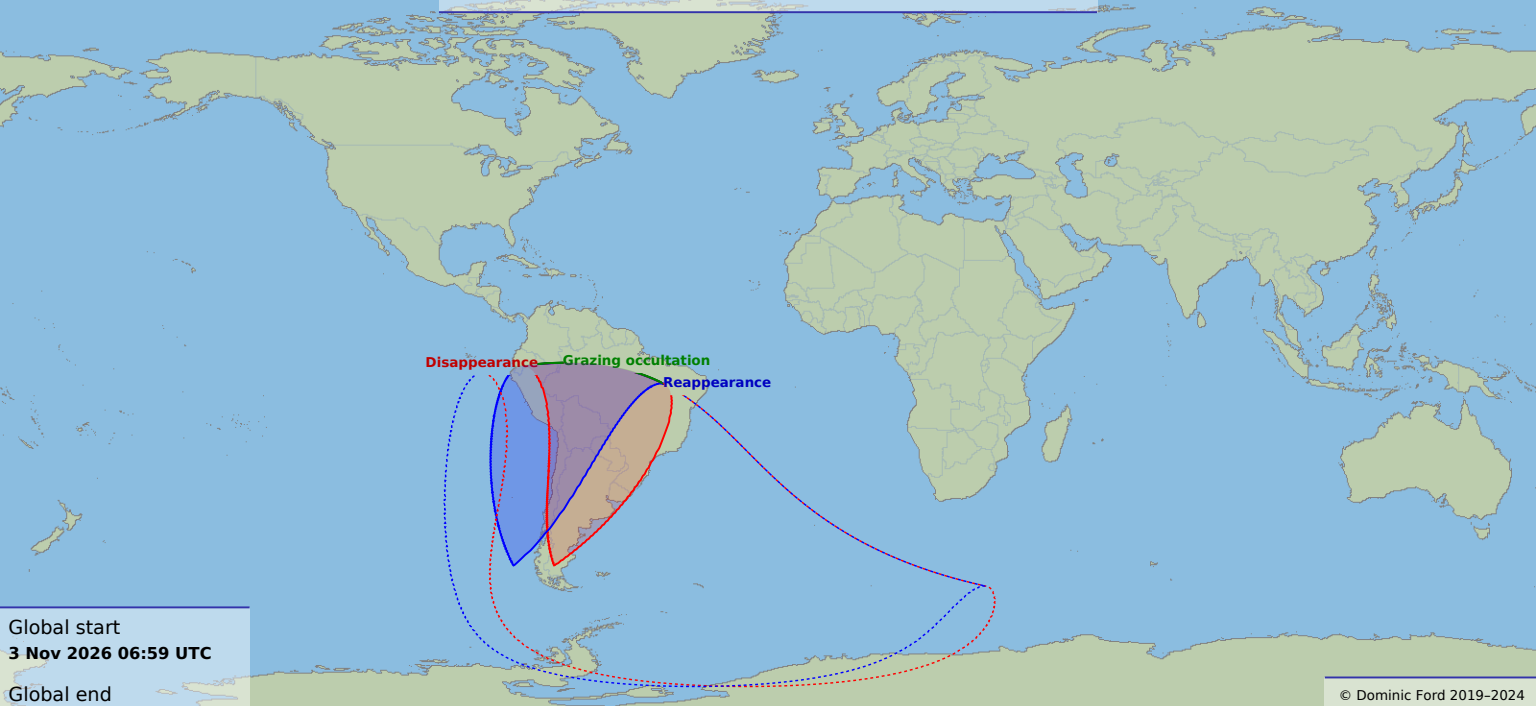 Disappearance
Grazing occultation
Reappearance
Global start
3 Nov 2026 06:59 UTC
Global end
© Dominic Ford 2019–2024